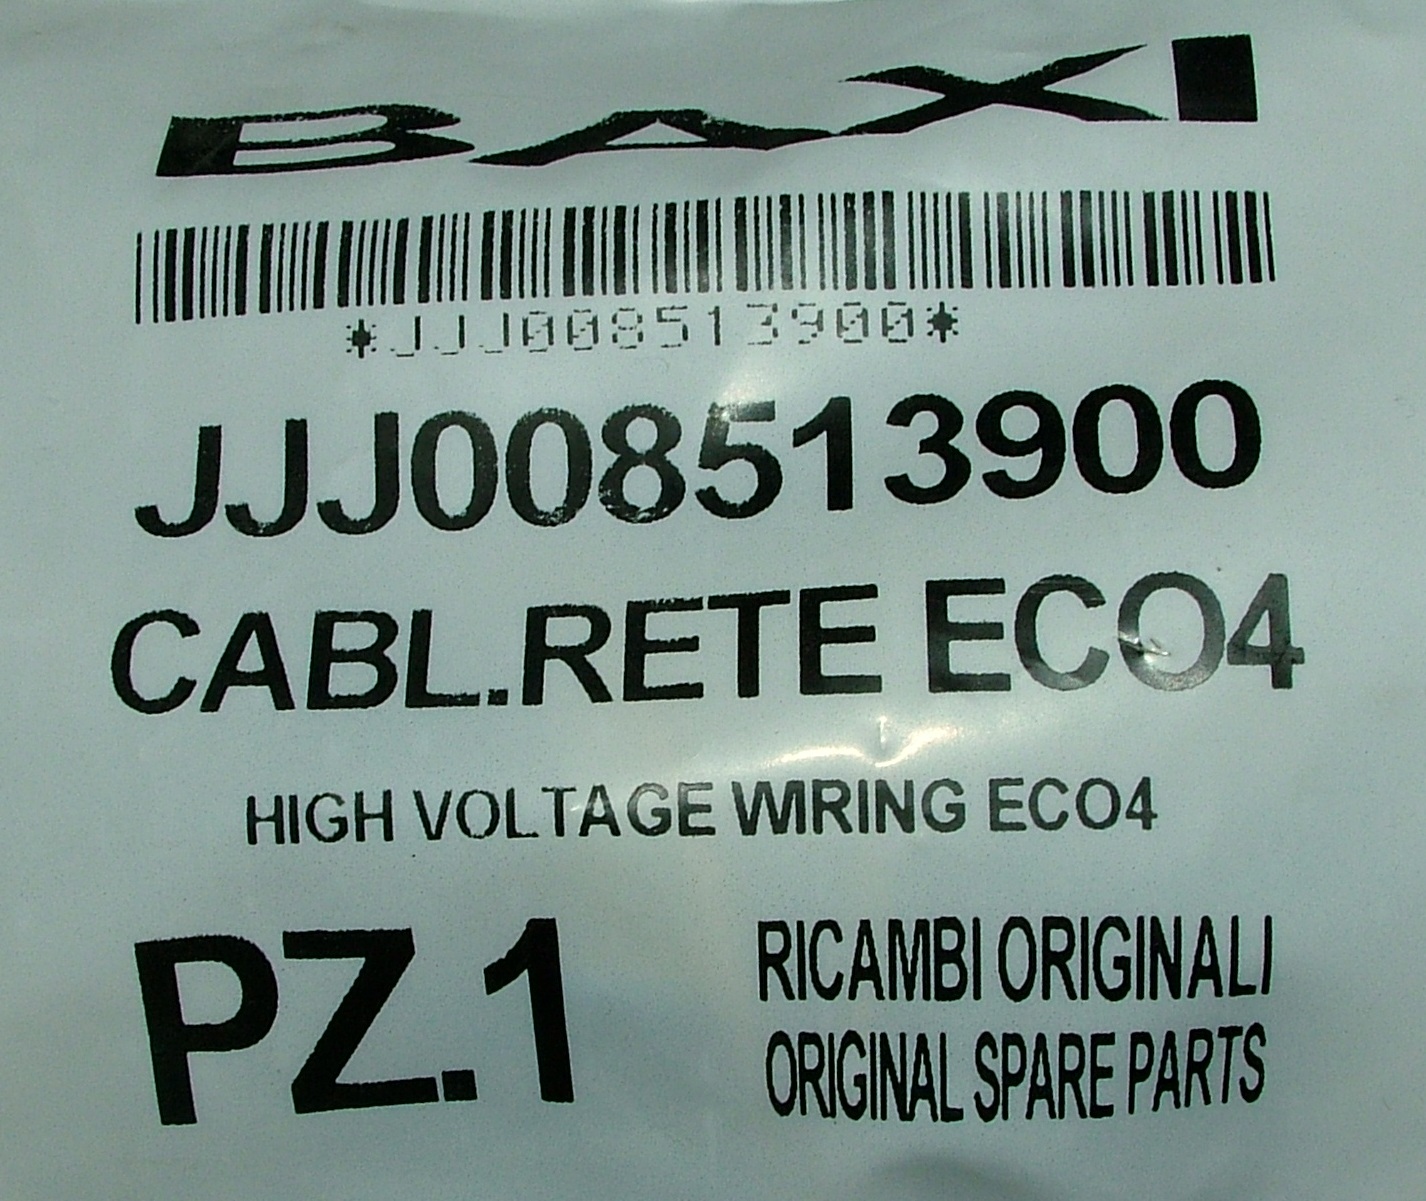 BAXI
*JJJ008513900*
JJJ008513900
CABL.RETE ECO4
HIGH VOLTAGE WIRING ECO4
PZ.1
RICAMBI ORIGINALI
ORIGINAL SPARE PARTS